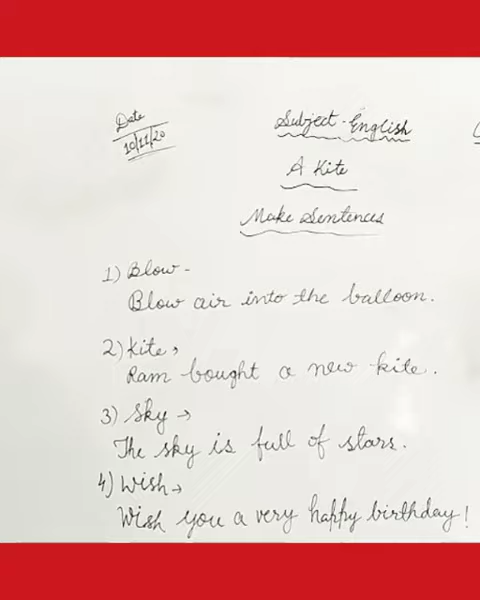 Date
10/11/20
Subject - English
A Kite
Make Sentences
1) Blow -
Blow air into the balloon.
2) Kite →
Ram bought a new kite.
3) Sky →
The sky is full of stars.
4) Wish →
Wish you a very happy birthday!